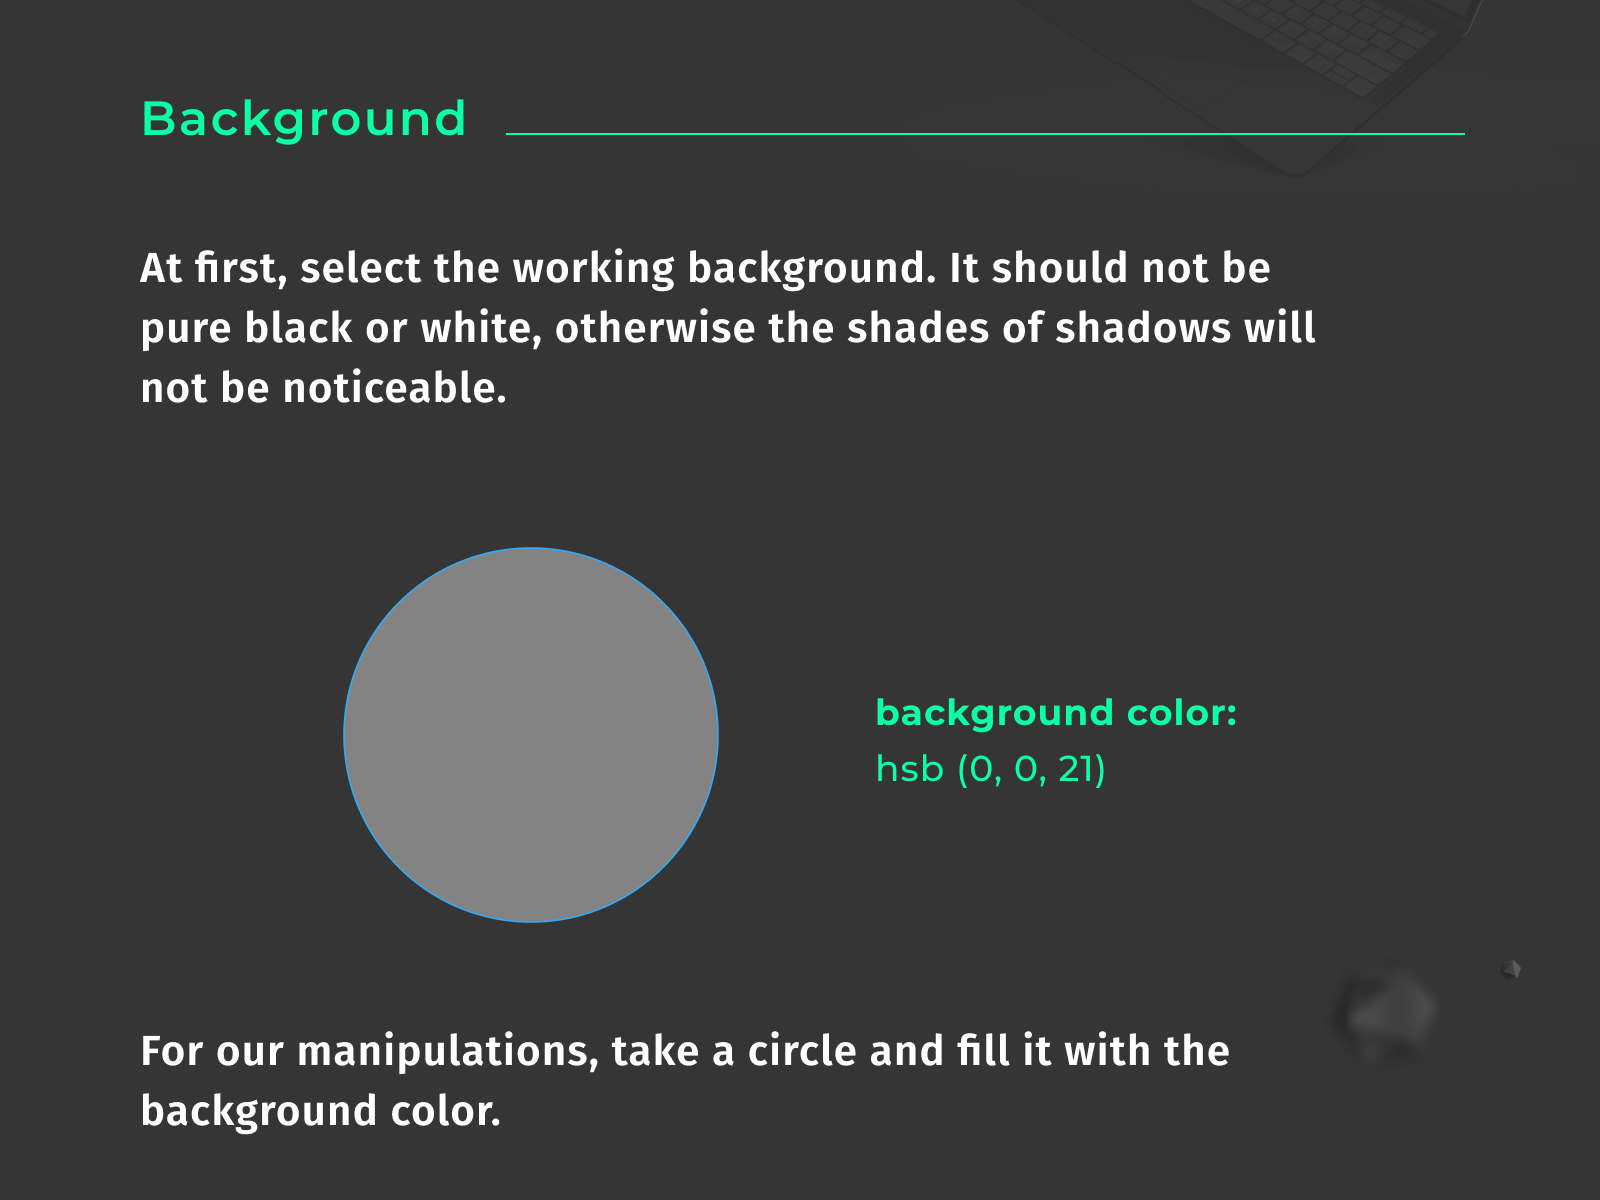 Background
At first, select the working background. It should not be
pure black or white, otherwise the shades of shadows will
not be noticeable.
background color:
hsb (0, 0, 21)
For our manipulations, take a circle and fill it with the
background color.